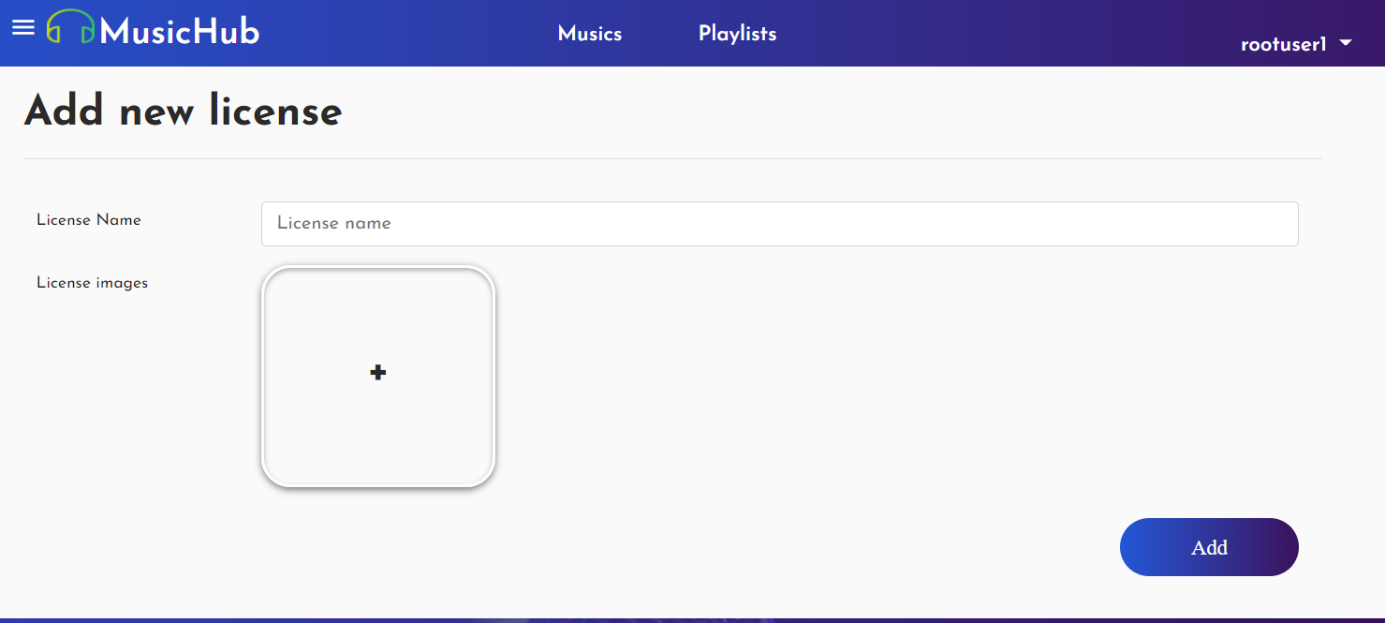 MusicHub
Musics
Playlists
rootuser1
Add new license
License Name
License name
License images
+
Add